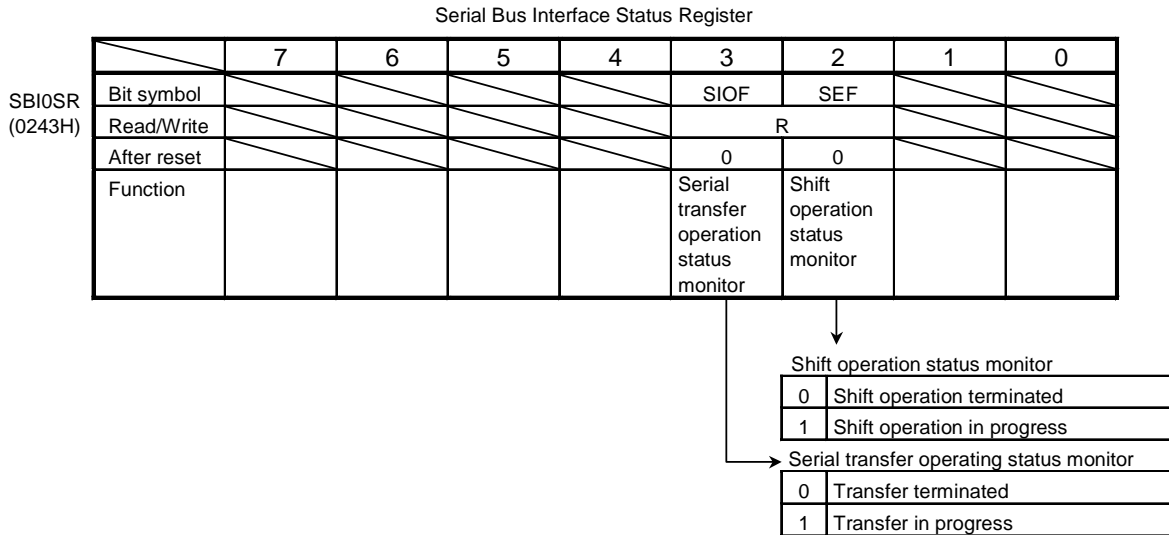 Serial Bus Interface Status Register
7 6 5 4 3 2 1 0
SBI0SR
(0243H)
Bit symbol SIOF SEF
Read/Write R
After reset 0 0
Function
Serial
transfer
operation
status
monitor
Shift
operation
status
monitor
Shift operation status monitor
0 Shift operation terminated
1 Shift operation in progress
Serial transfer operating status monitor
0 Transfer terminated
1 Transfer in progress